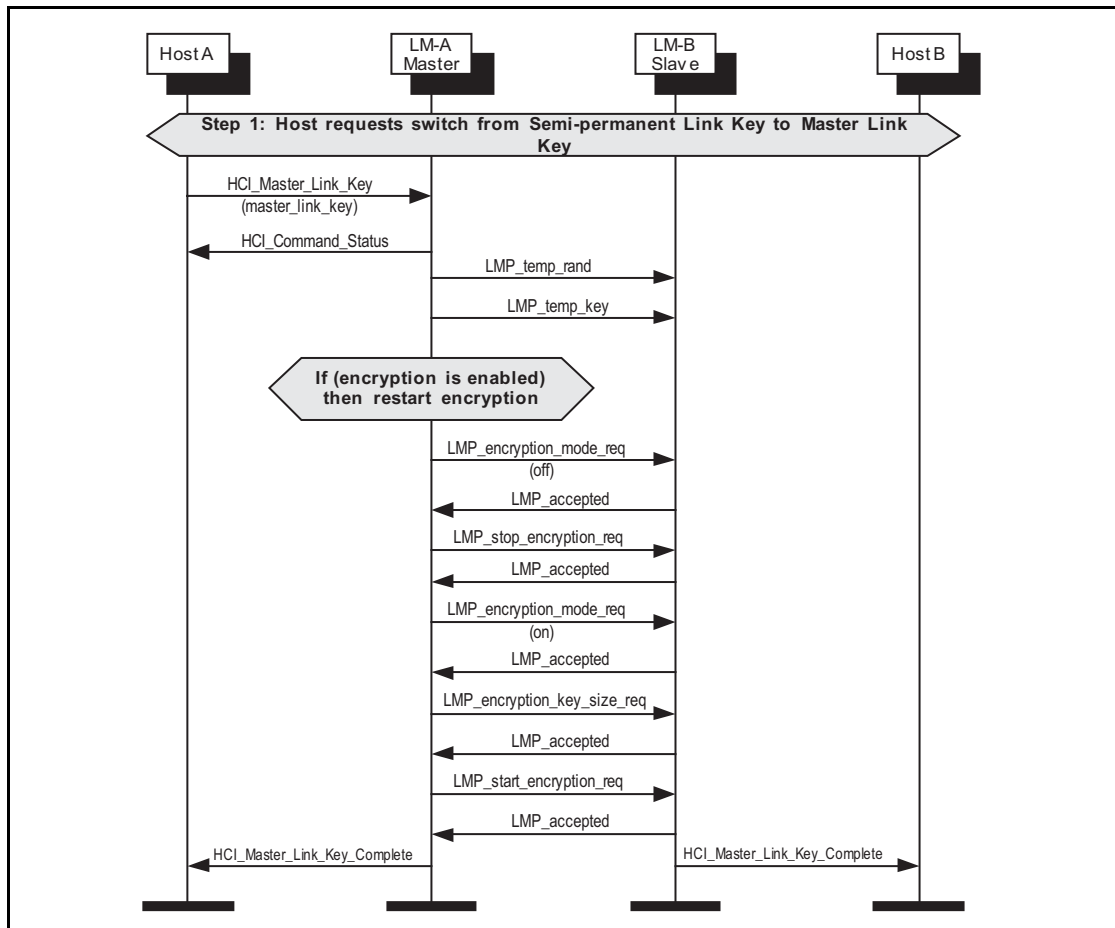 Host A
LM-A
Master
LM-B
Slave
Host B
Step 1: Host requests switch from Semi-permanent Link Key to Master Link
Key
HCI_Master_Link_Key
(master_link_key)
HCI_Command_Status
LMP_temp_rand
LMP_temp_key
If (encryption is enabled)
then restart encryption
LMP_encryption_mode_req
(off)
LMP_accepted
LMP_stop_encryption_req
LMP_accepted
LMP_encryption_mode_req
(on)
LMP_accepted
LMP_encryption_key_size_req
LMP_accepted
LMP_start_encryption_req
LMP_accepted
HCI_Master_Link_Key_Complete
HCI_Master_Link_Key_Complete